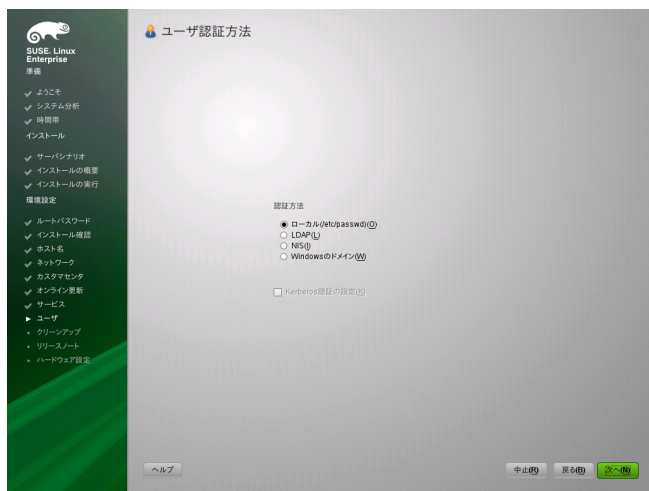 SUSE. Linux
Enterprise
準備
ようこそ
システム分析
時間帯
インストール
サーバシナリオ
インストールの概要
インストールの実行
環境設定
ルートパスワード
インストール確認
ホスト名
ネットワーク
カスタマセンタ
オンライン更新
サービス
ユーザ
クリーンアップ
リリースノート
ハードウェア設定
ユーザ認証方法
認証方法
ローカル(/etc/passwd)(O)
LDAP(L)
NIS(I)
Windowsのドメイン(W)
Kerberos認証の設定(K)
ヘルプ
中止(R)
戻る(B)
次へ(N)